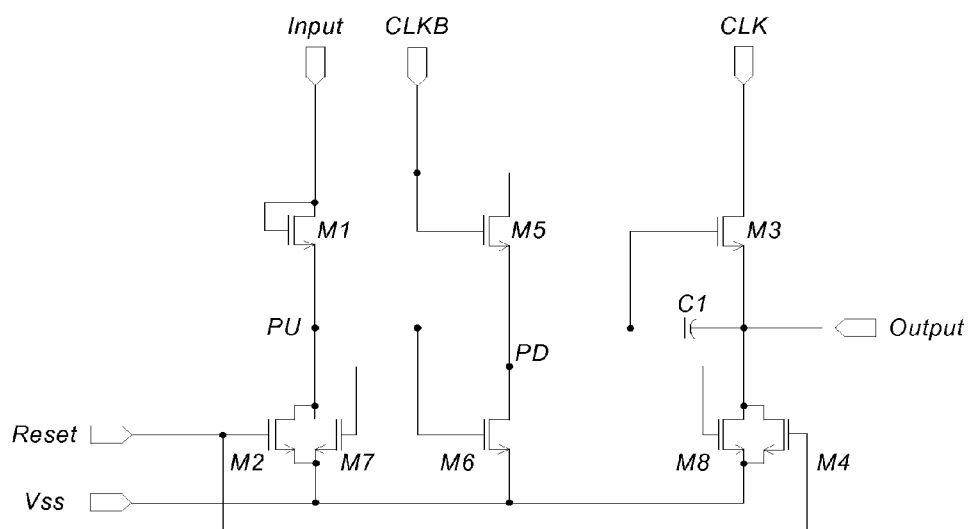 Input CLKB CLK
M1 M5 M3
C1
PU Output
PD
Reset
M2 M7 M6 M8 M4
Vss